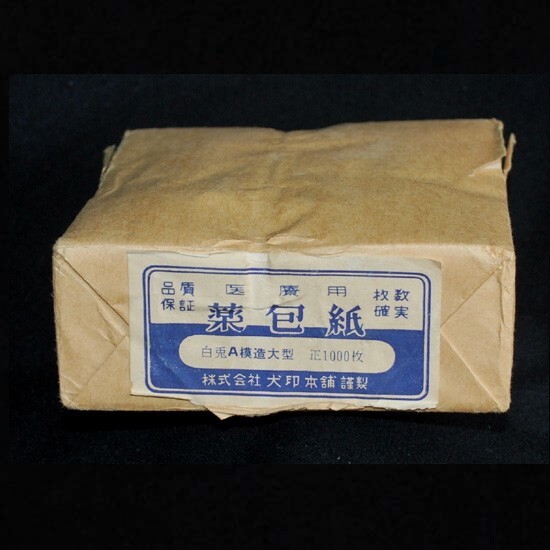 品質保証
医療用
枚数確実
薬包紙
白兎A模造大型 正1000枚
株式会社犬印本舗謹製